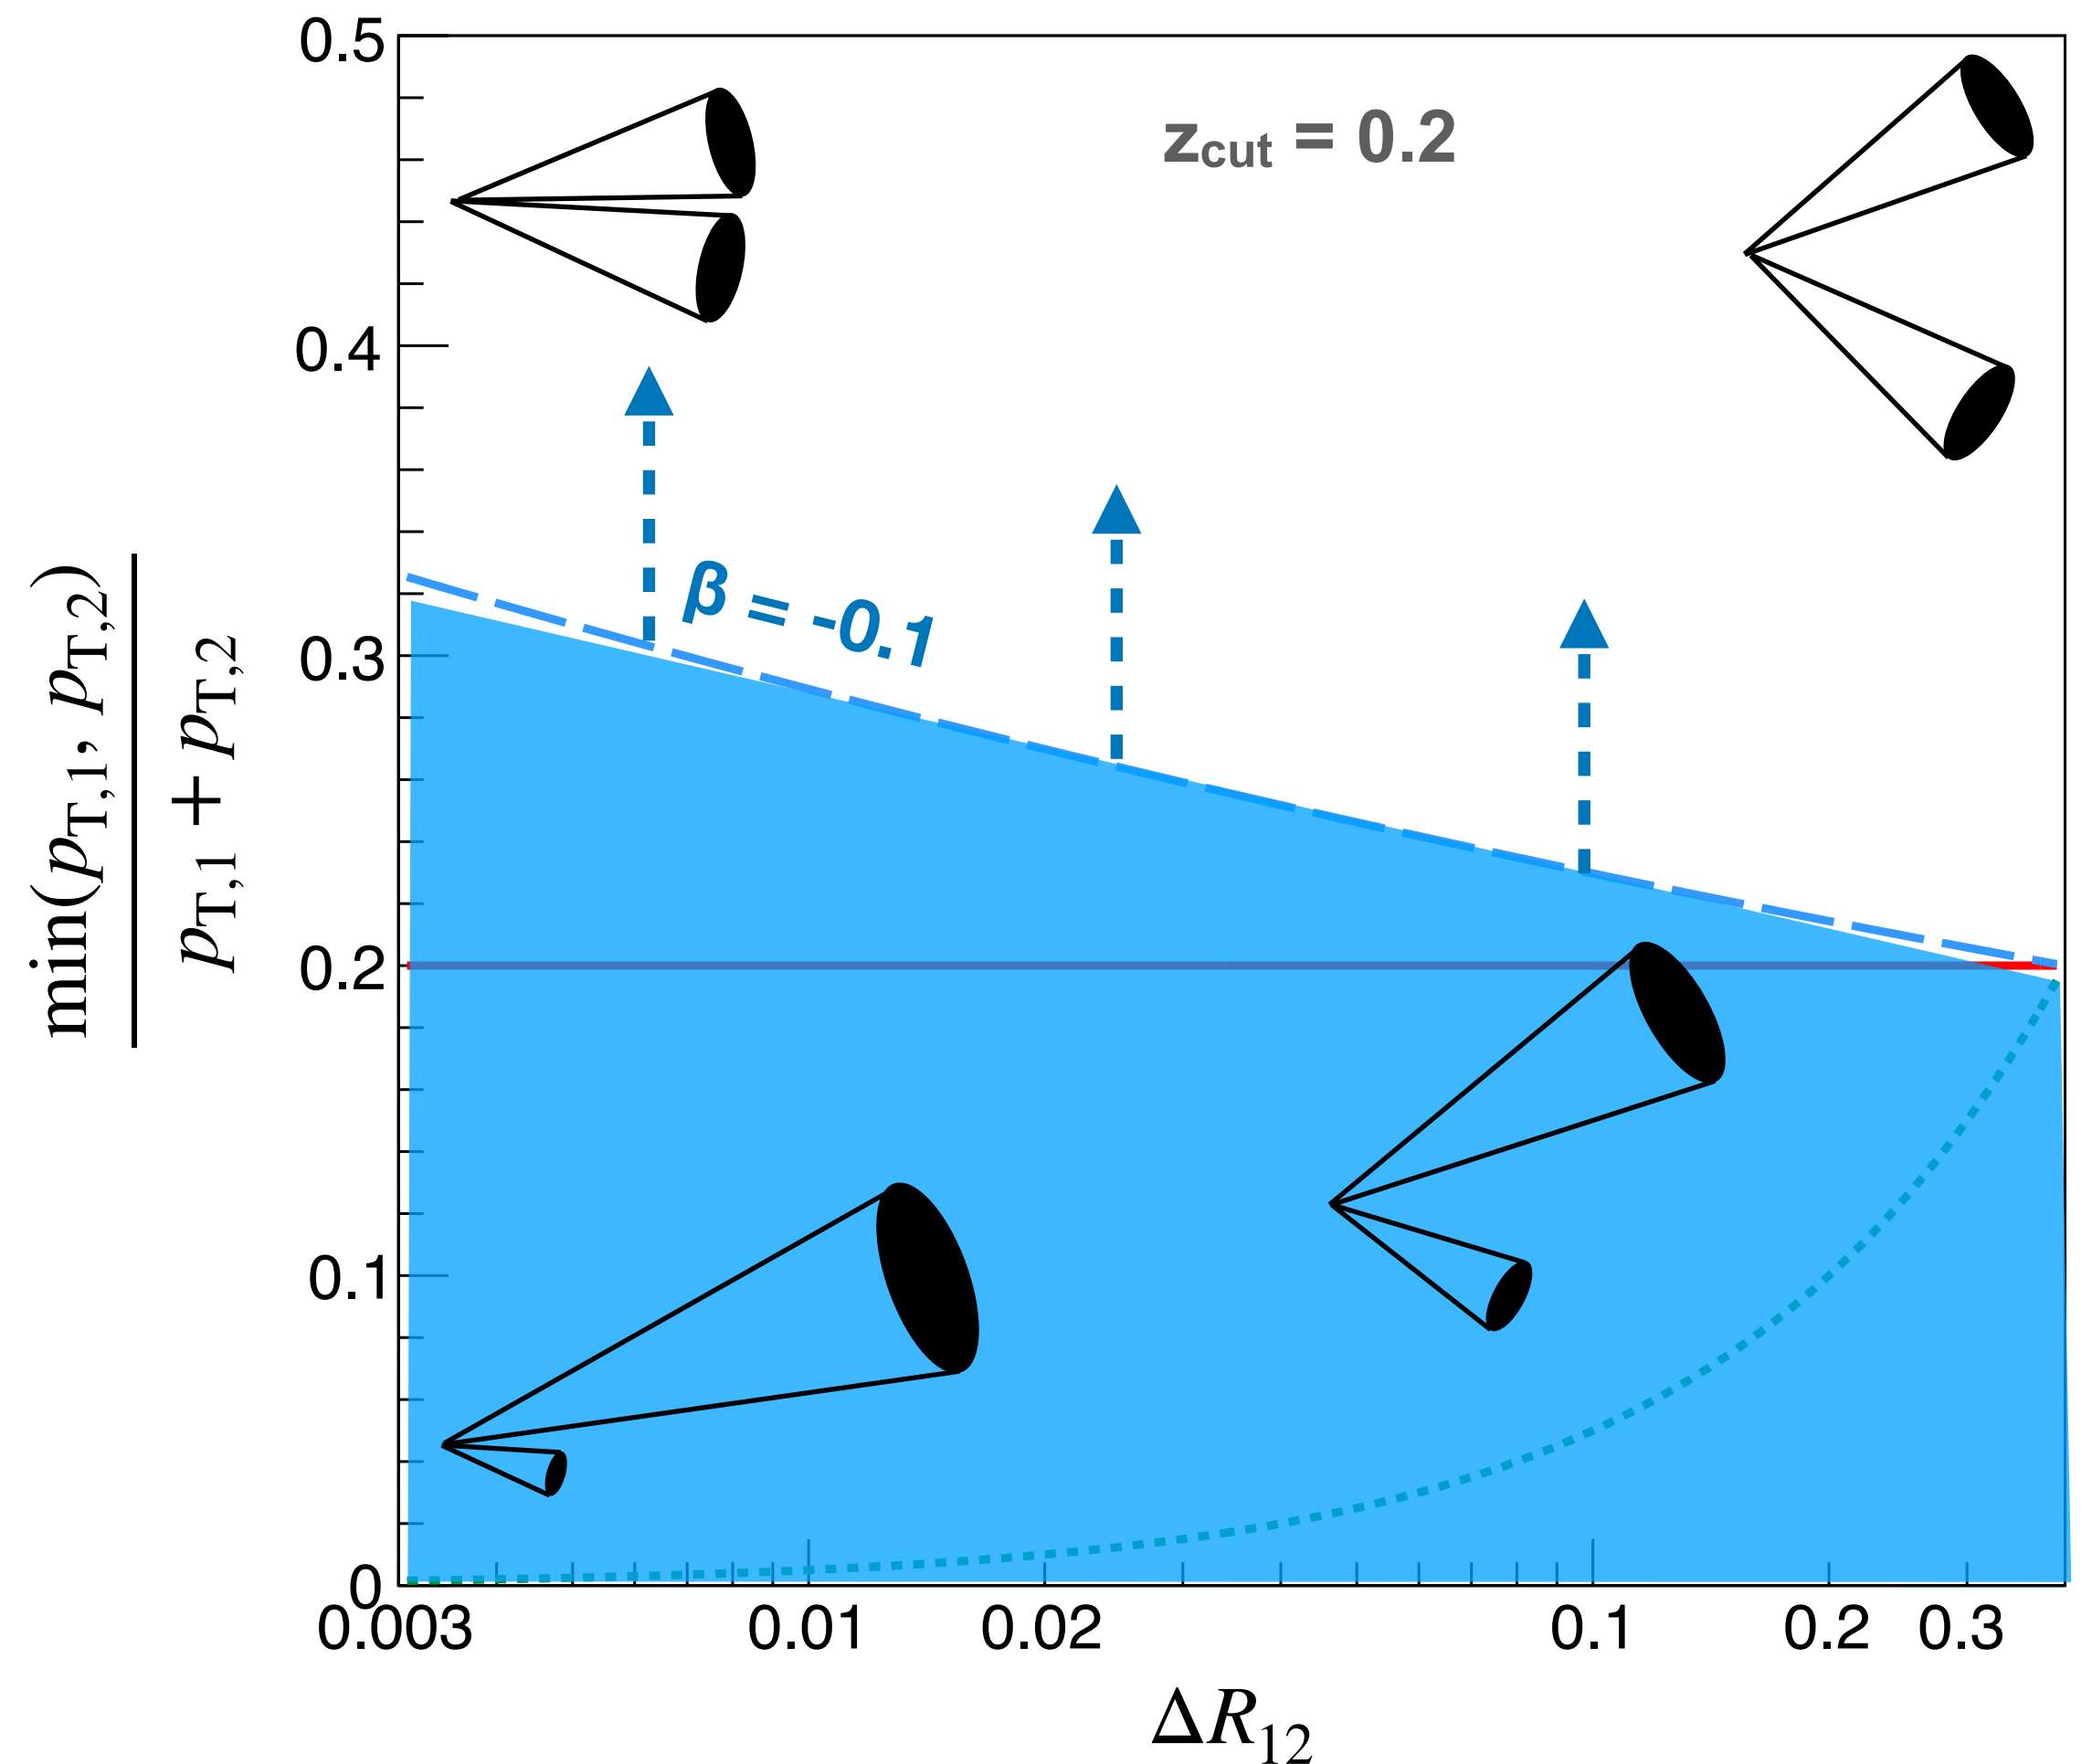 0.5
z_cut = 0.2
0.4
β = -0.1
0.3
0.2
0.1
0
min(p_T,1, p_T,2)
p_T,1 + p_T,2
0.003 0.01 0.02 0.1 0.2 0.3
ΔR_12